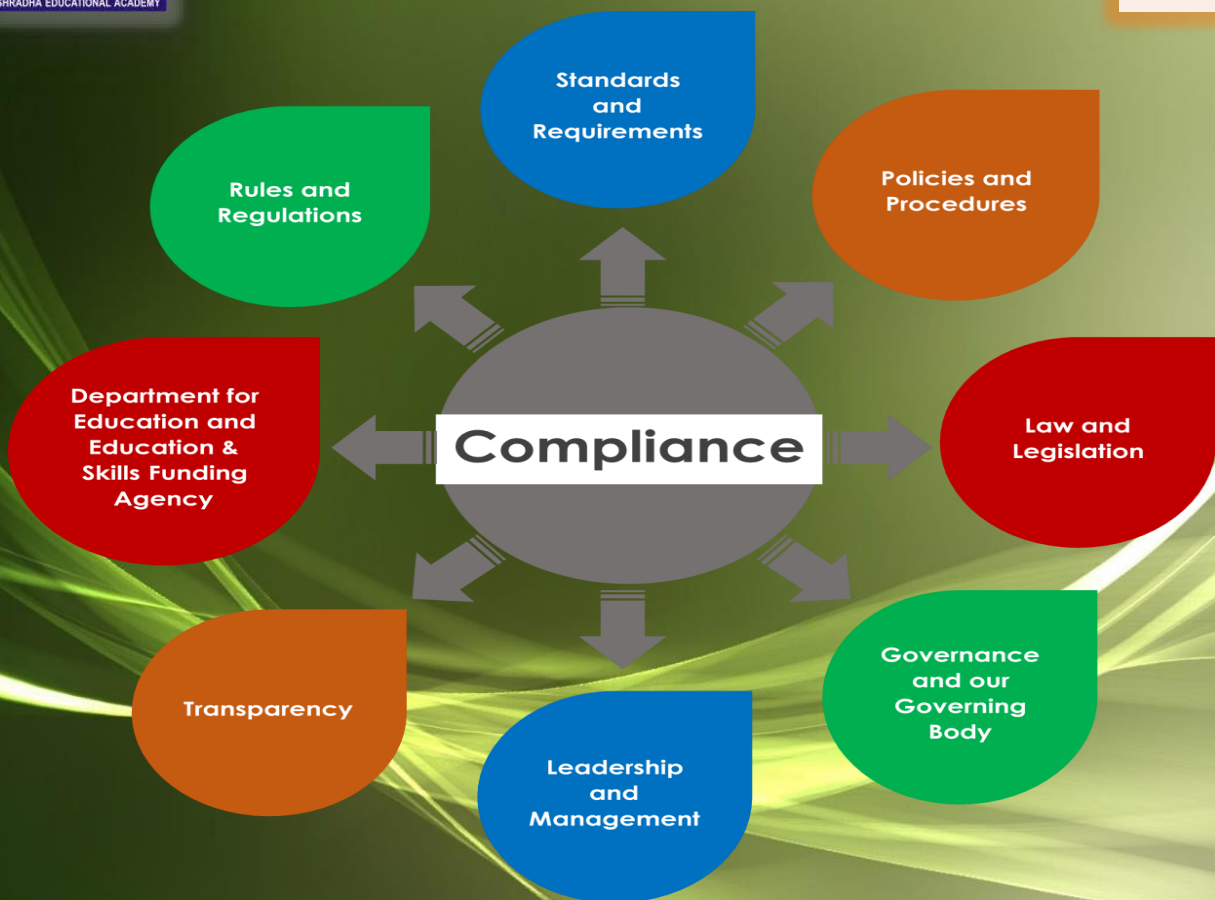 SHRADHA EDUCATIONAL ACADEMY
Standards
and
Requirements
Policies and
Procedures
Rules and
Regulations
Department for
Education and
Education &
Skills Funding
Agency
Compliance
Law and
Legislation
Governance
and our
Governing
Body
Transparency
Leadership
and
Management